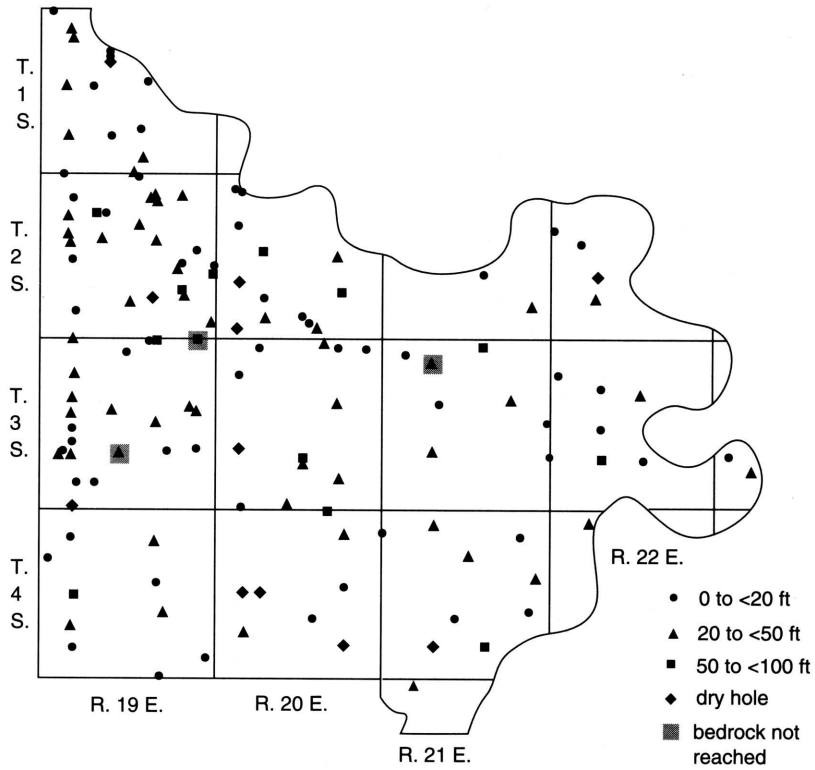 T.
1
S.
T.
2
S.
T.
3
S.
T.
4
S.
R. 19 E.
R. 20 E.
R. 21 E.
R. 22 E.
0 to <20 ft
20 to <50 ft
50 to <100 ft
dry hole
bedrock not
reached